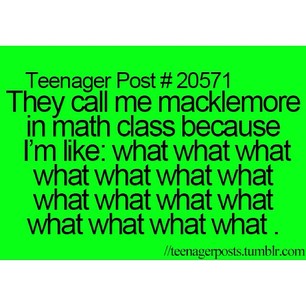 Teenager Post # 20571
They call me macklemore
in math class because
I'm like: what what what
what what what what
what what what what
what what what what .
//teenagerposts.tumblr.com